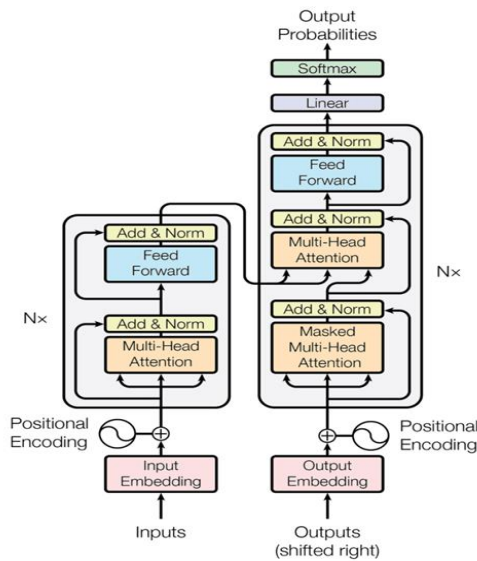 Output
Probabilities
Softmax
Linear
Add & Norm
Feed
Forward
Add & Norm
Multi-Head
Attention
Add & Norm
Masked
Multi-Head
Attention
Nx
Add & Norm
Feed
Forward
Add & Norm
Multi-Head
Attention
Nx
Positional
Encoding
Positional
Encoding
Input
Embedding
Output
Embedding
Inputs
Outputs
(shifted right)